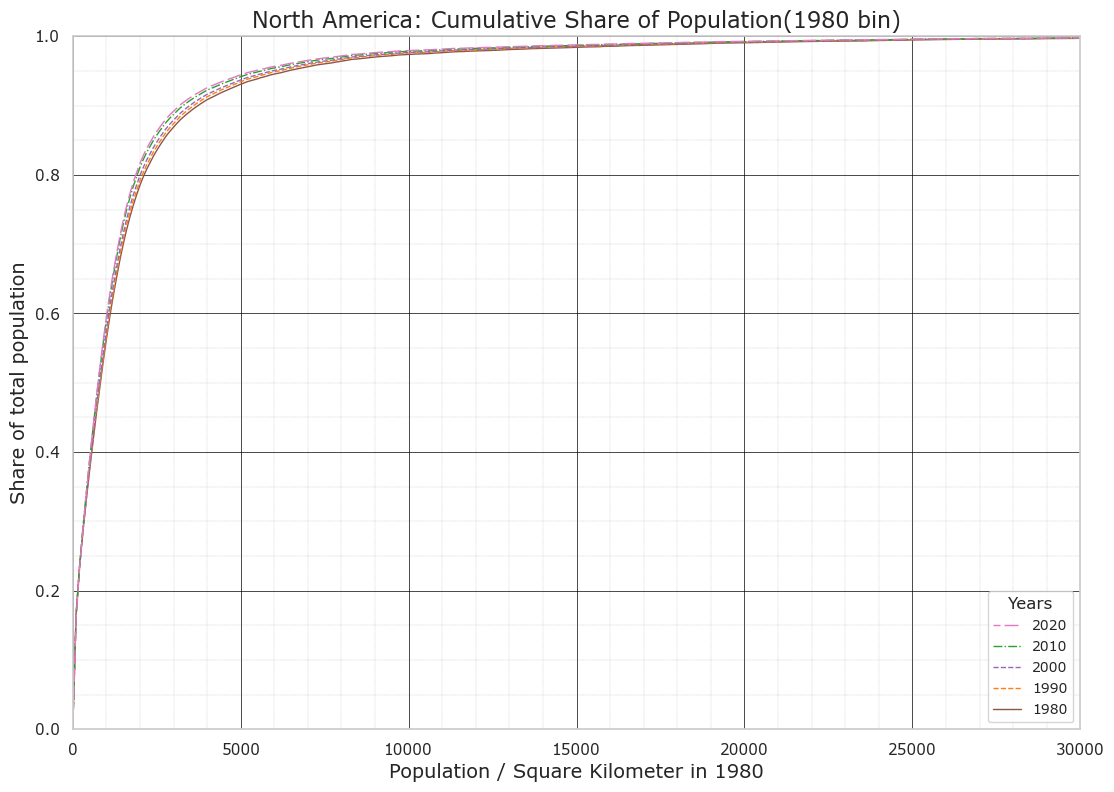 North America: Cumulative Share of Population(1980 bin)
1.0
0.8
0.6
0.4
0.2
0.0
Share of total population
Years
2020
2010
2000
1990
1980
0 5000 10000 15000 20000 25000 30000
Population / Square Kilometer in 1980